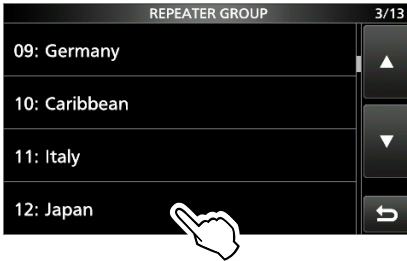 REPEATER GROUP 3/13
09: Germany
10: Caribbean
11: Italy
12: Japan